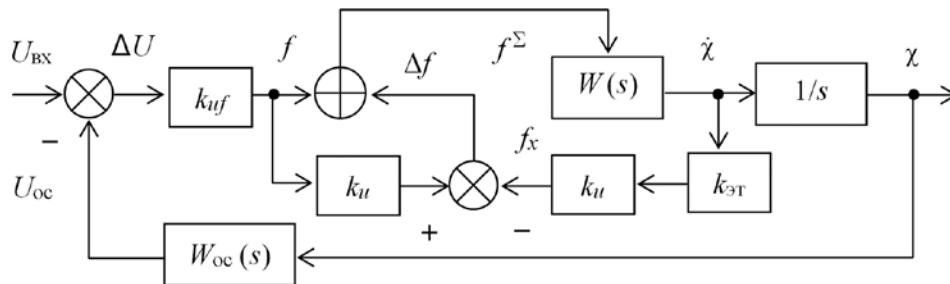 U_вх
ΔU
k_uf
f
f^Σ
Δf
W(s)
χ̇
1/s
χ
−
U_ос
k_u
f_x
k_u
k_эт
+
−
W_ос(s)